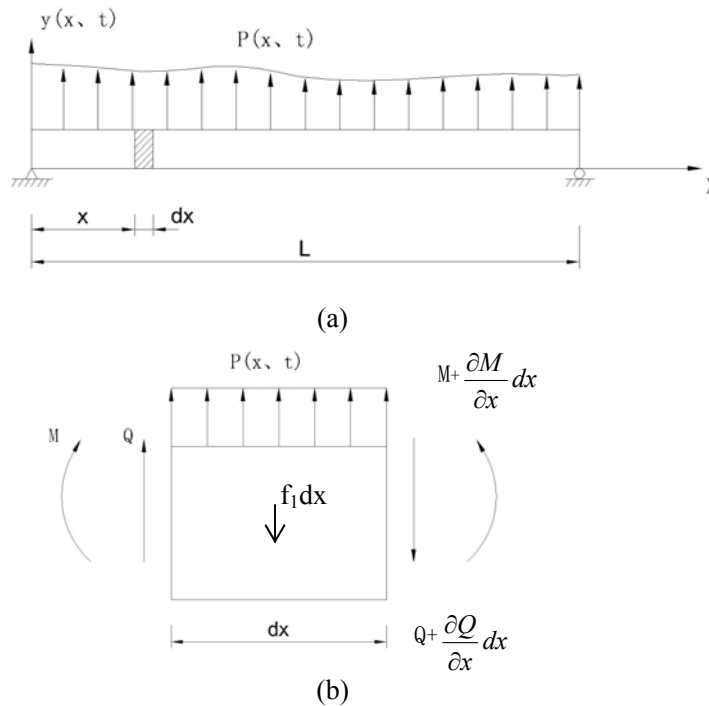 y(x、t)
P(x、t)
x
dx
L
(a)
P(x、t)
M+∂M/∂x dx
M
Q
f₁dx
dx
Q+∂Q/∂x dx
(b)